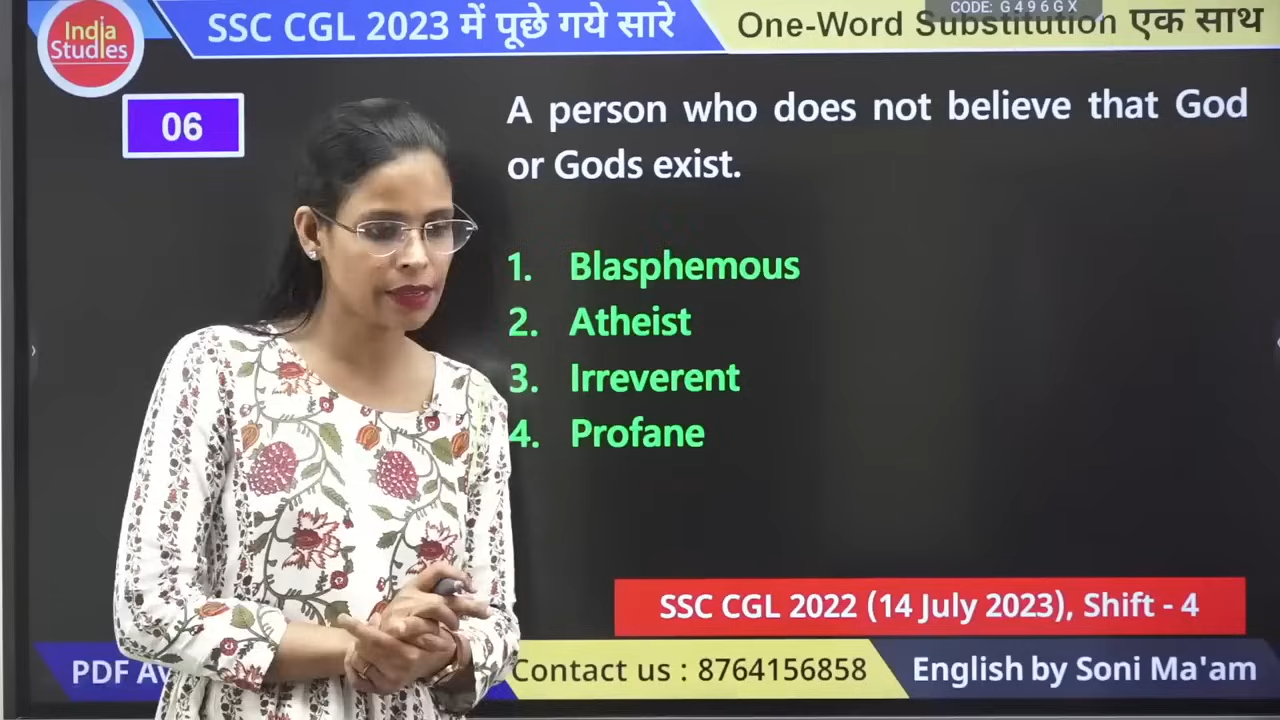 CODE: G496GX
India
Studies
SSC CGL 2023 में पूछे गये सारे
One-Word Substitution एक साथ
06
A person who does not believe that God
or Gods exist.
1. Blasphemous
2. Atheist
3. Irreverent
4. Profane
SSC CGL 2022 (14 July 2023), Shift - 4
PDF
Contact us : 8764156858
English by Soni Ma'am